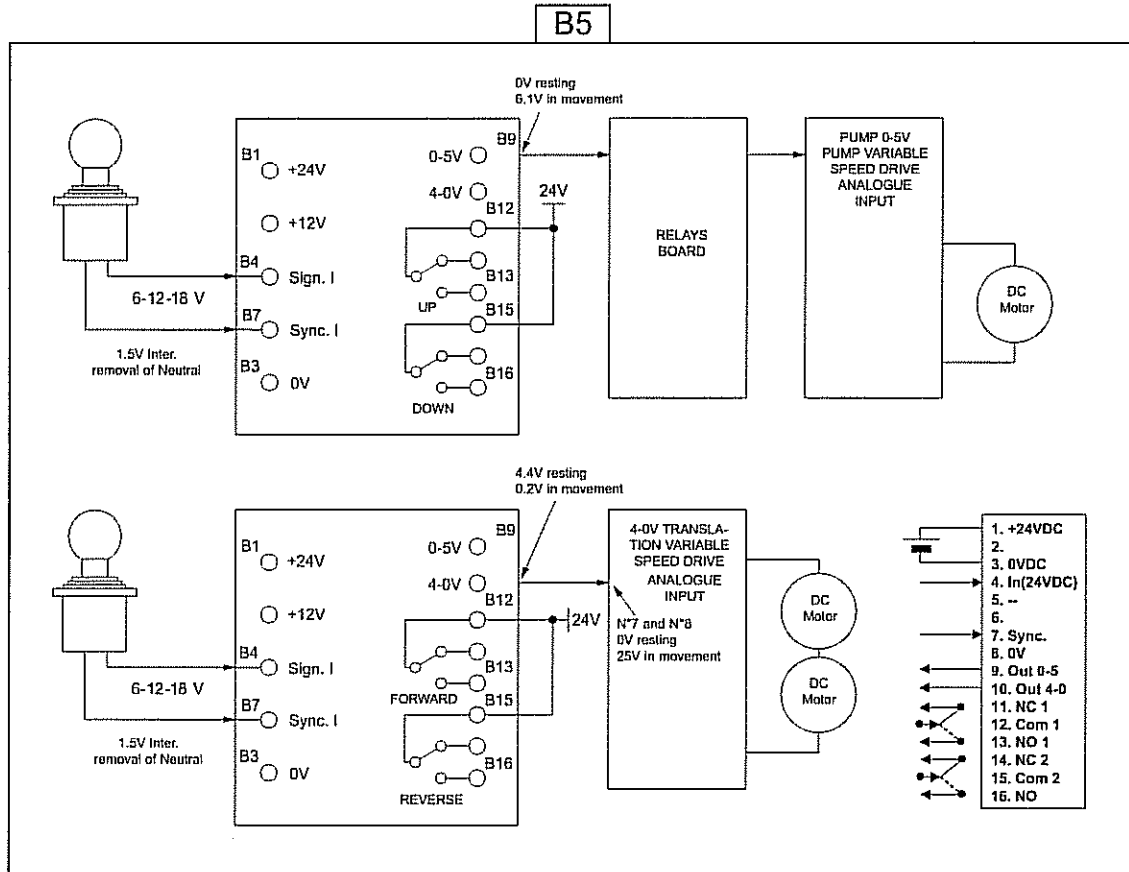 B5
0V resting
6.1V in movement
B1
+24V
+12V
B4
Sign. I
6-12-18 V
B7
Sync. I
1.5V Inter.
removal of Neutral
B3
0V
B9
0-5V
4-0V
B12
24V
B13
UP
B15
B16
DOWN
RELAYS
BOARD
PUMP 0-5V
PUMP VARIABLE
SPEED DRIVE
ANALOGUE
INPUT
DC
Motor
4.4V resting
0.2V in movement
B1
+24V
+12V
B4
Sign. I
6-12-18 V
B7
Sync. I
1.5V Inter.
removal of Neutral
B3
0V
B9
0-5V
4-0V
B12
24V
B13
FORWARD
B15
B16
REVERSE
4-0V TRANSLA-
TION VARIABLE
SPEED DRIVE
ANALOGUE
INPUT
N°7 and N°8
0V resting
25V in movement
DC
Motor
DC
Motor
1. +24VDC
2.
3. 0VDC
4. In(24VDC)
5. --
6.
7. Sync.
8. 0V
9. Out 0-5
10. Out 4-0
11. NC 1
12. Com 1
13. NO 1
14. NC 2
15. Com 2
16. NO